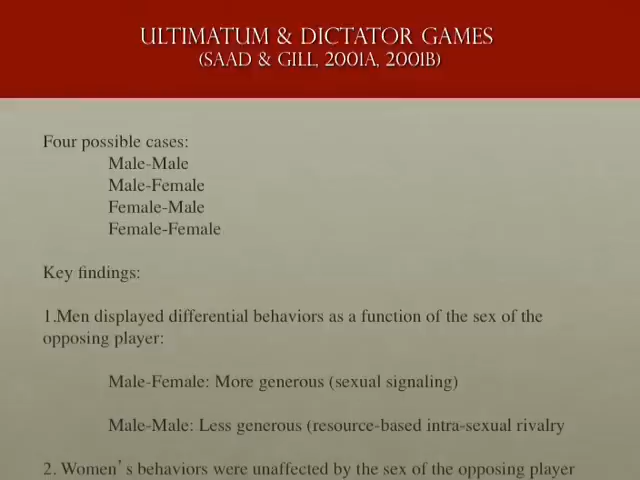 ULTIMATUM & DICTATOR GAMES
(SAAD & GILL, 2001A, 2001B)
Four possible cases:
Male-Male
Male-Female
Female-Male
Female-Female
Key findings:
1.Men displayed differential behaviors as a function of the sex of the
opposing player:
Male-Female: More generous (sexual signaling)
Male-Male: Less generous (resource-based intra-sexual rivalry
2. Women’s behaviors were unaffected by the sex of the opposing player